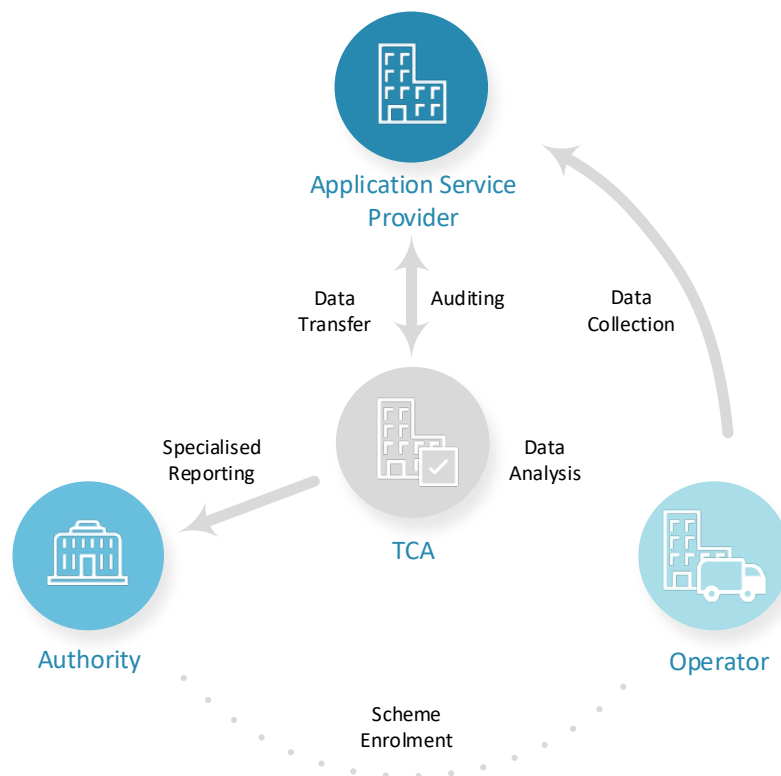 Application Service
Provider
Data
Transfer
Auditing
Data
Collection
Specialised
Reporting
Data
Analysis
TCA
Authority
Operator
Scheme
Enrolment